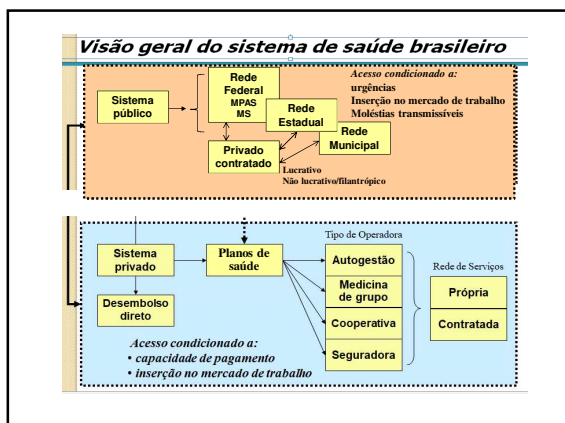 Visão geral do sistema de saúde brasileiro
Sistema
público
Rede
Federal
MPAS
MS
Rede
Estadual
Rede
Municipal
Privado
contratado
Lucrativo
Não lucrativo/filantrópico
Acesso condicionado a:
urgências
Inserção no mercado de trabalho
Moléstias transmissíveis
Sistema
privado
Desembolso
direto
Planos de
saúde
Tipo de Operadora
Autogestão
Medicina
de grupo
Cooperativa
Seguradora
Rede de Serviços
Própria
Contratada
Acesso condicionado a:
• capacidade de pagamento
• inserção no mercado de trabalho